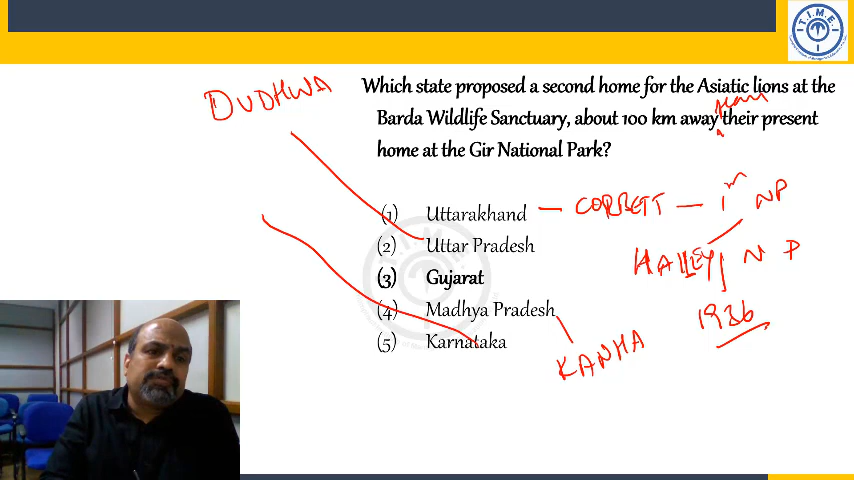 T.I.M.E.
DUDHWA
Which state proposed a second home for the Asiatic lions at the
from
Barda Wildlife Sanctuary, about 100 km away their present
home at the Gir National Park?
(1) Uttarakhand — CORBETT — 1st NP
(2) Uttar Pradesh
HAILEY N P
(3) Gujarat
(4) Madhya Pradesh
1936
(5) Karnataka
KANHA